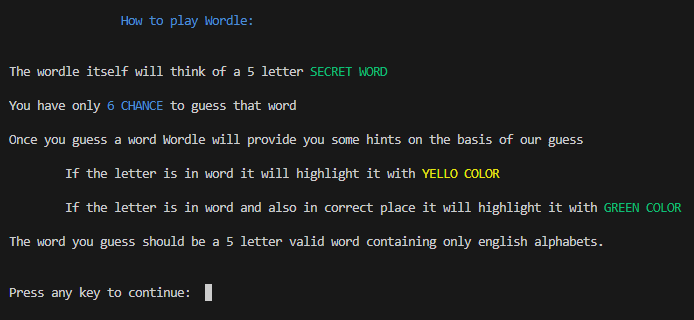 How to play Wordle:
The wordle itself will think of a 5 letter SECRET WORD
You have only 6 CHANCE to guess that word
Once you guess a word Wordle will provide you some hints on the basis of our guess
If the letter is in word it will highlight it with YELLO COLOR
If the letter is in word and also in correct place it will highlight it with GREEN COLOR
The word you guess should be a 5 letter valid word containing only english alphabets.
Press any key to continue: